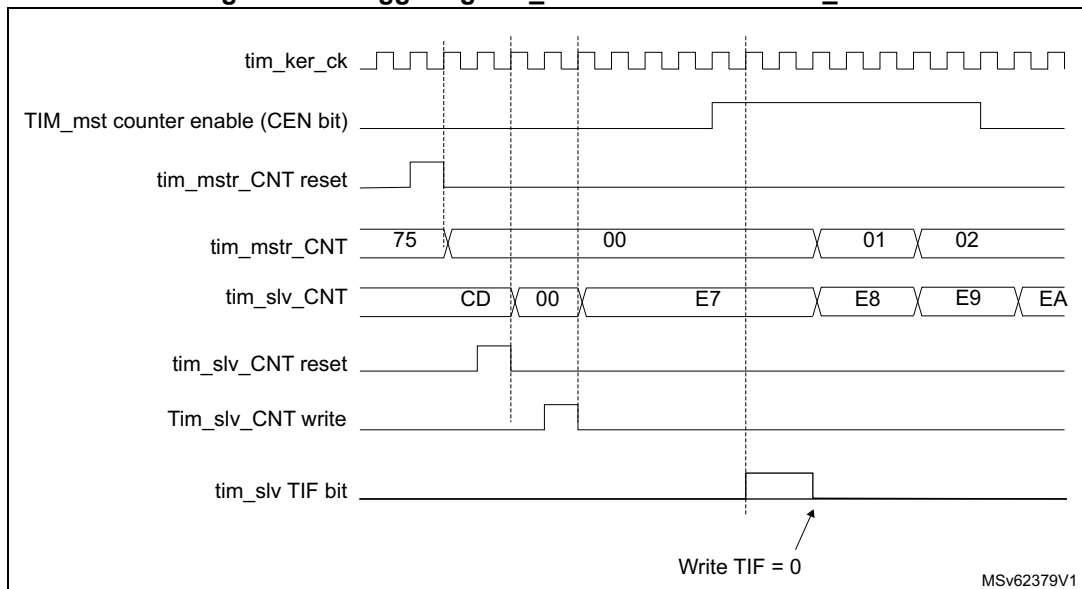 tim_ker_ck
TIM_mst counter enable (CEN bit)
tim_mstr_CNT reset
tim_mstr_CNT 75 00 01 02
tim_slv_CNT CD 00 E7 E8 E9 EA
tim_slv_CNT reset
Tim_slv_CNT write
tim_slv TIF bit
Write TIF = 0
MSv62379V1